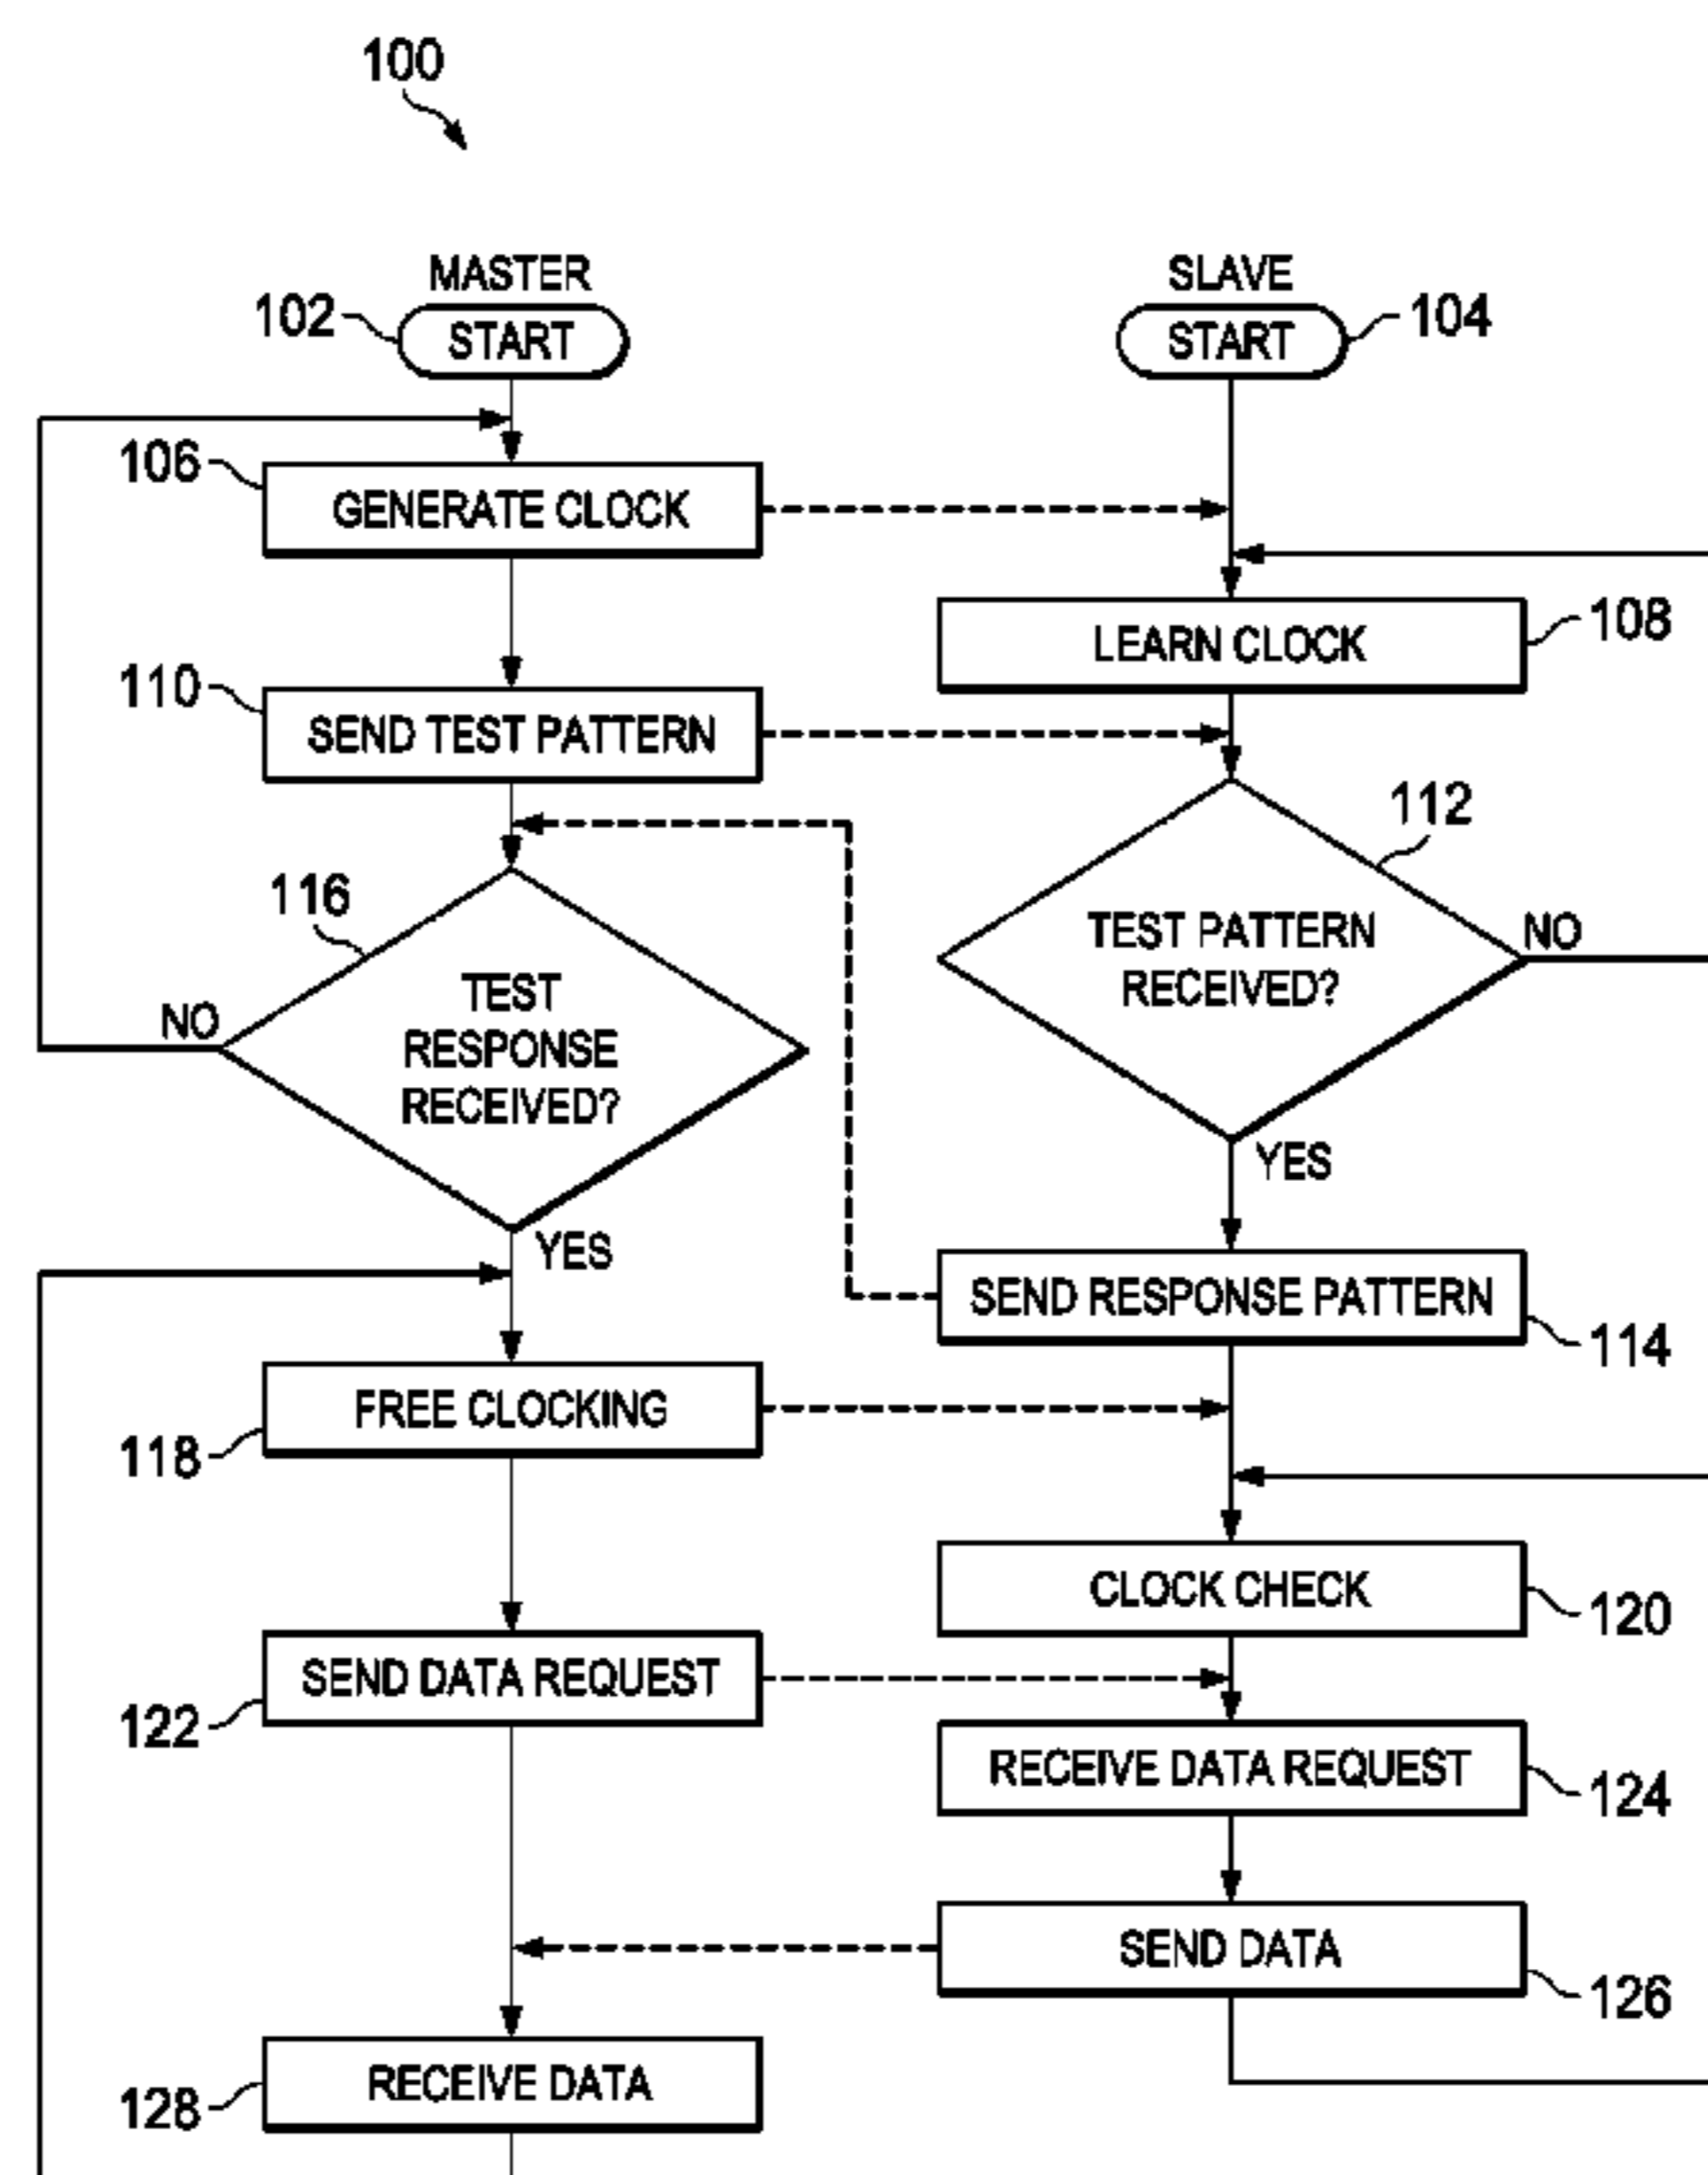 100
MASTER
SLAVE
102
START
START
104
106
GENERATE CLOCK
LEARN CLOCK
108
110
SEND TEST PATTERN
112
116
TEST PATTERN
RECEIVED?
NO
TEST
RESPONSE
RECEIVED?
NO
YES
YES
SEND RESPONSE PATTERN
114
FREE CLOCKING
118
CLOCK CHECK
120
SEND DATA REQUEST
122
RECEIVE DATA REQUEST
124
SEND DATA
126
RECEIVE DATA
128